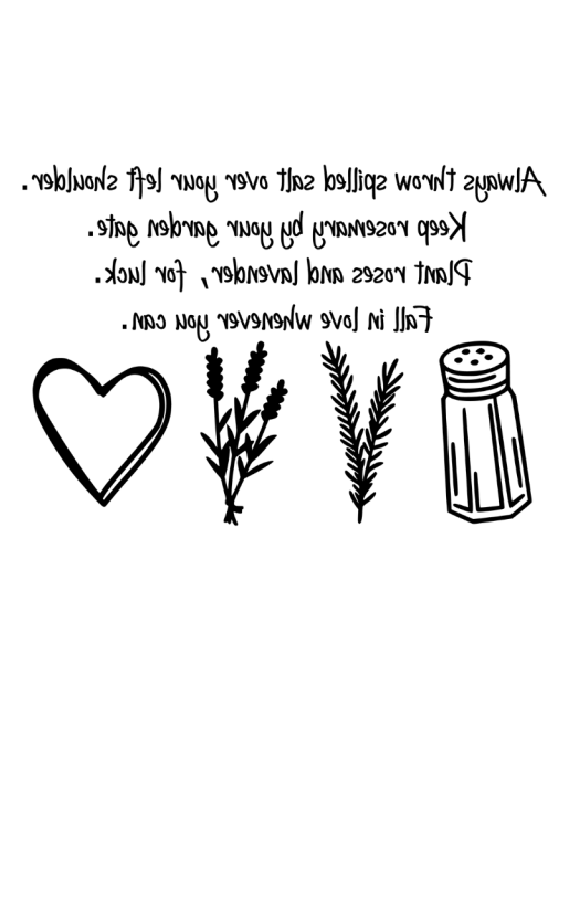 Always throw spilled salt over your left shoulder.
Keep rosemary by your garden gate.
Plant roses and lavender, for luck.
Fall in love whenever you can.